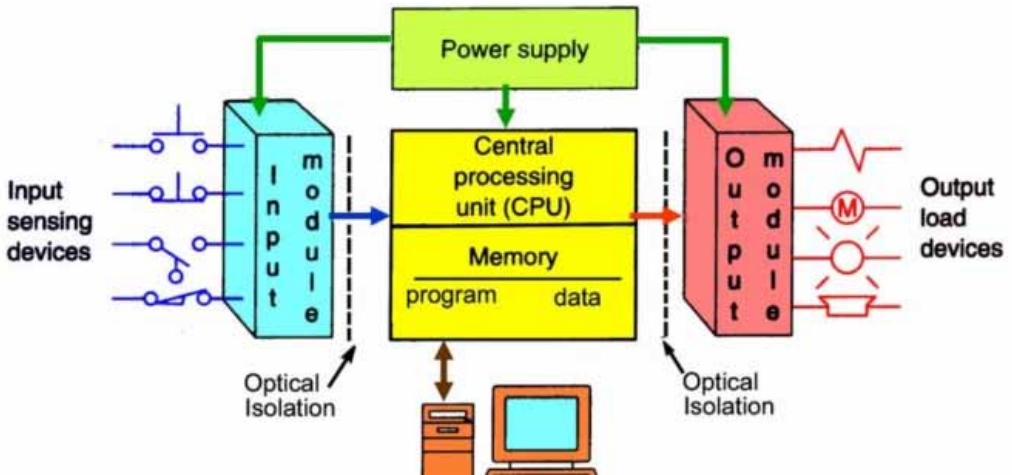 Power supply
Input module
Central
processing
unit (CPU)
Memory
program data
Output module
Input
sensing
devices
M
Output
load
devices
Optical
Isolation
Optical
Isolation